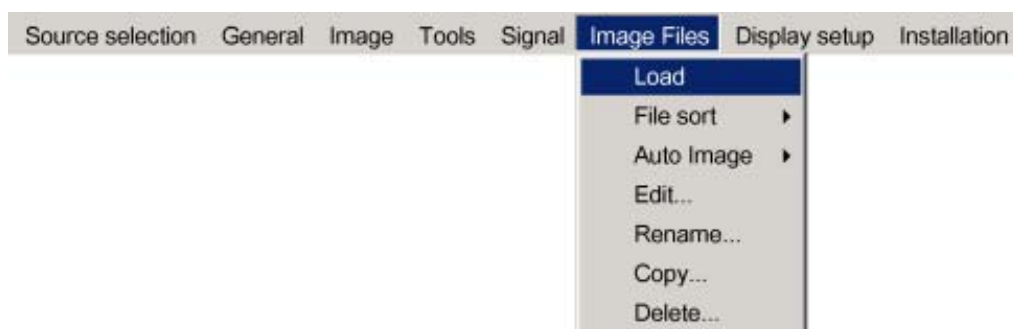 Source selection General Image Tools Signal Image Files Display setup Installation
Load
File sort
Auto Image
Edit...
Rename...
Copy...
Delete...